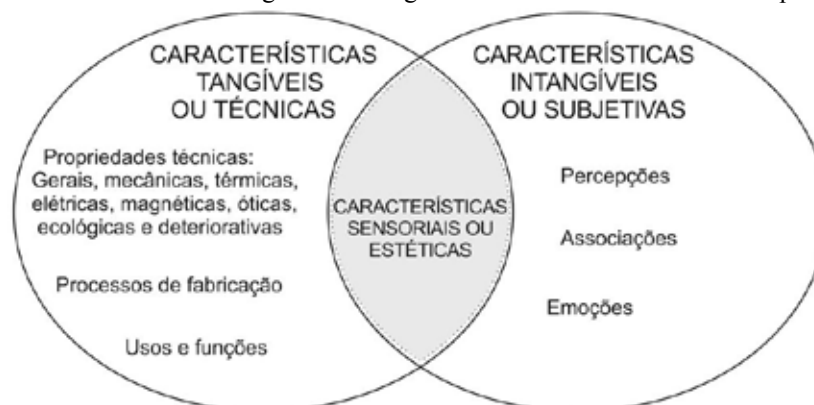 CARACTERÍSTICAS
TANGÍVEIS
OU TÉCNICAS
Propriedades técnicas:
Gerais, mecânicas, térmicas,
elétricas, magnéticas, óticas,
ecológicas e deteriorativas
Processos de fabricação
Usos e funções
CARACTERÍSTICAS
SENSORIAIS OU
ESTÉTICAS
CARACTERÍSTICAS
INTANGÍVEIS
OU SUBJETIVAS
Percepções
Associações
Emoções